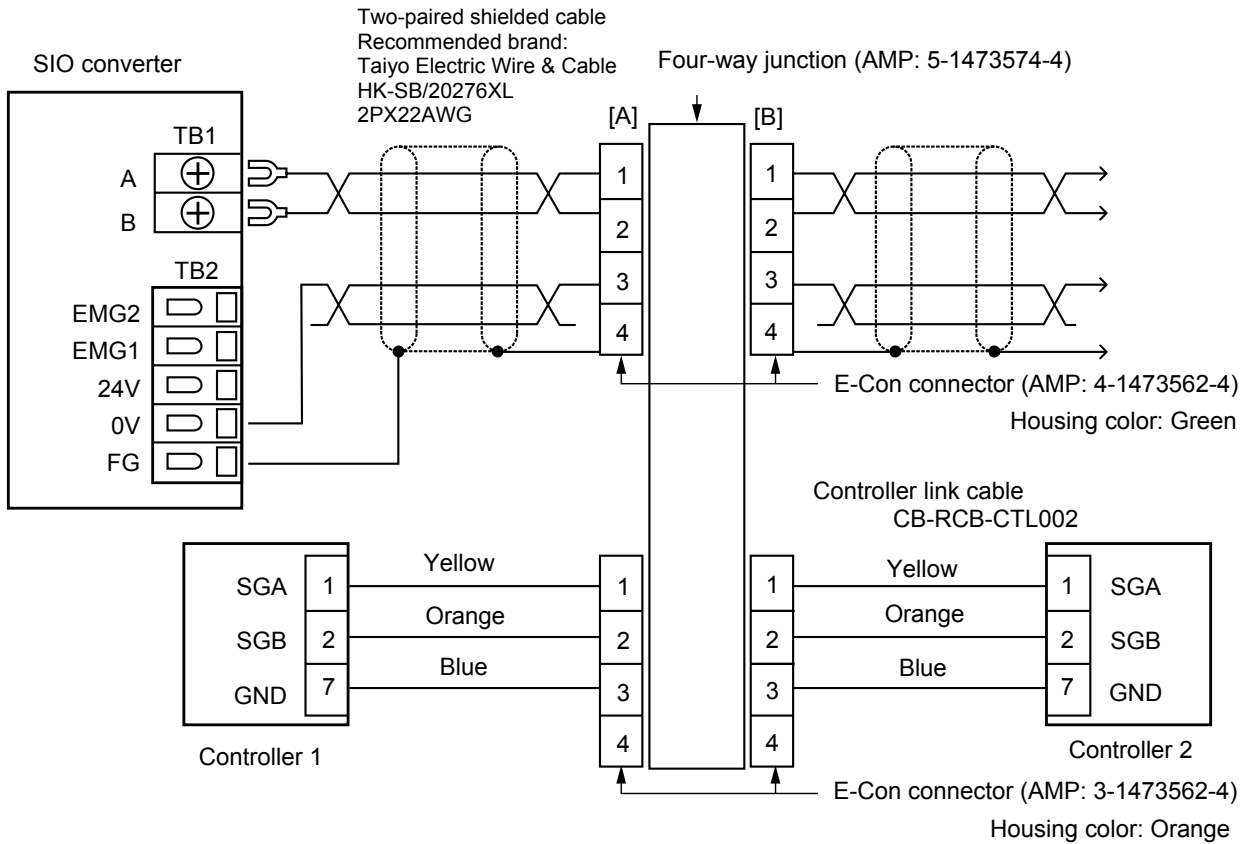 Two-paired shielded cable
Recommended brand:
Taiyo Electric Wire & Cable
HK-SB/20276XL
2PX22AWG
SIO converter
Four-way junction (AMP: 5-1473574-4)
[A]
[B]
TB1
A
B
TB2
EMG2
EMG1
24V
0V
FG
1
2
3
4
1
2
3
4
E-Con connector (AMP: 4-1473562-4)
Housing color: Green
Controller link cable
CB-RCB-CTL002
SGA 1
SGB 2
GND 7
Yellow
Orange
Blue
Controller 1
1
2
3
4
1
2
3
4
Yellow
Orange
Blue
1 SGA
2 SGB
7 GND
Controller 2
E-Con connector (AMP: 3-1473562-4)
Housing color: Orange